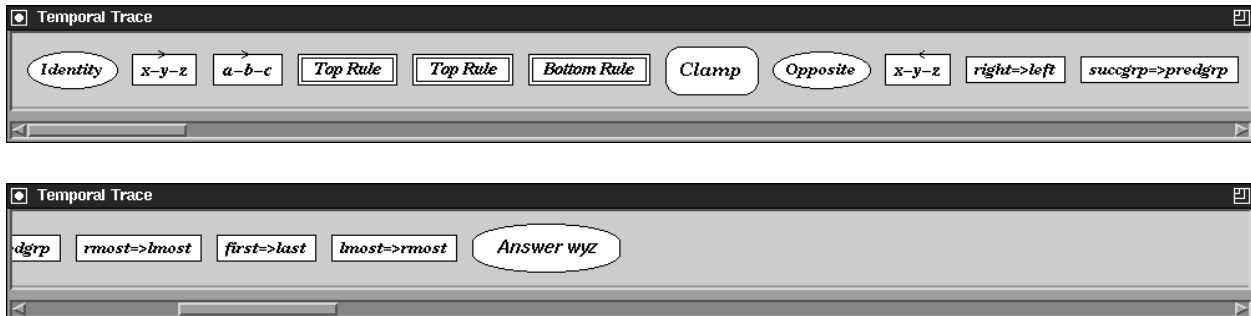 Temporal Trace
Identity x-y-z a-b-c Top Rule Top Rule Bottom Rule Clamp Opposite x-y-z right=>left succgrp=>predgrp
Temporal Trace
dgrp rmost=>lmost first=>last lmost=>rmost Answer wyz